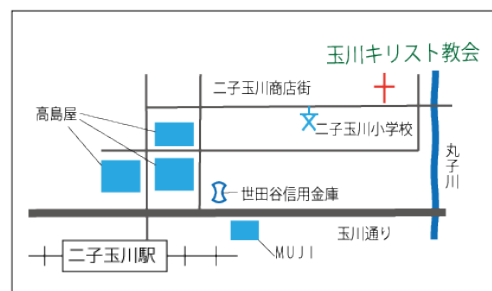 玉川キリスト教会
二子玉川商店街
高島屋
二子玉川小学校
丸子川
世田谷信用金庫
玉川通り
MUJI
二子玉川駅